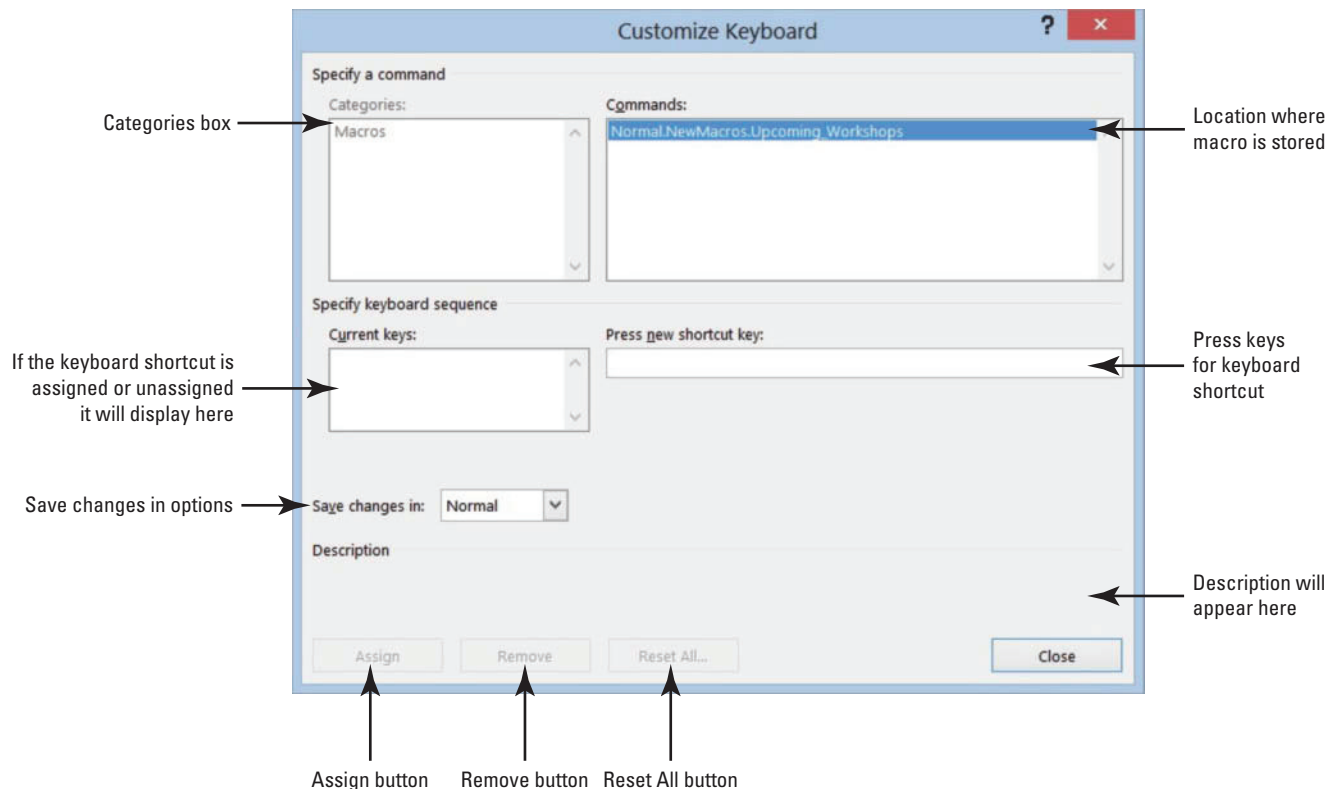 Customize Keyboard
?
×
Specify a command
Categories:
Commands:
Categories box
Macros
Normal.NewMacros.Upcoming_Workshops
Location where
macro is stored
Specify keyboard sequence
Current keys:
Press new shortcut key:
If the keyboard shortcut is
assigned or unassigned
it will display here
Press keys
for keyboard
shortcut
Save changes in options
Save changes in:
Normal
Description
Description will
appear here
Assign
Remove
Reset All...
Close
Assign button
Remove button
Reset All button